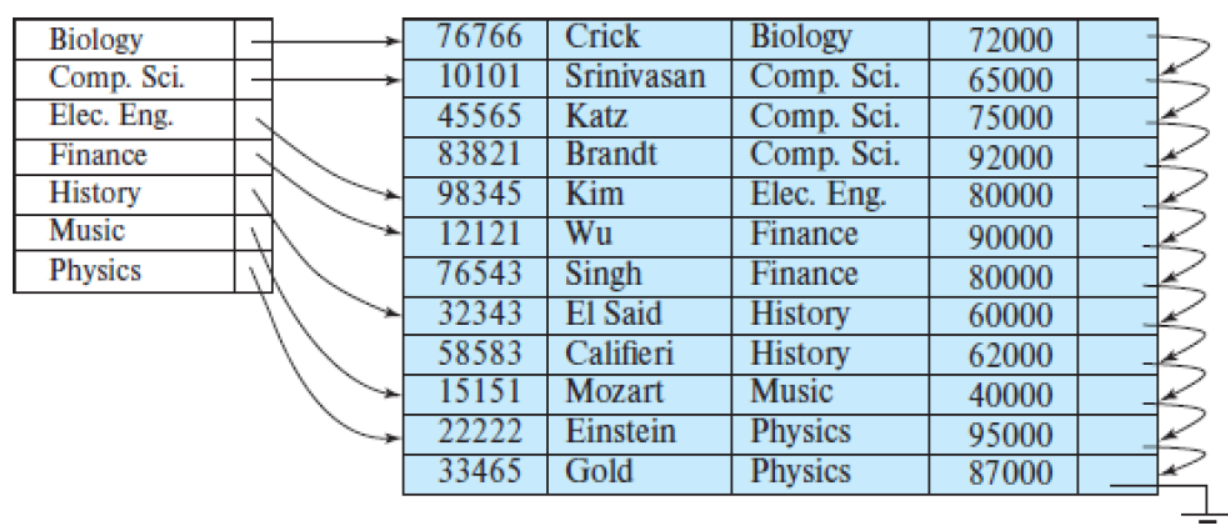 Biology
Comp. Sci.
Elec. Eng.
Finance
History
Music
Physics
76766 Crick Biology 72000
10101 Srinivasan Comp. Sci. 65000
45565 Katz Comp. Sci. 75000
83821 Brandt Comp. Sci. 92000
98345 Kim Elec. Eng. 80000
12121 Wu Finance 90000
76543 Singh Finance 80000
32343 El Said History 60000
58583 Califieri History 62000
15151 Mozart Music 40000
22222 Einstein Physics 95000
33465 Gold Physics 87000